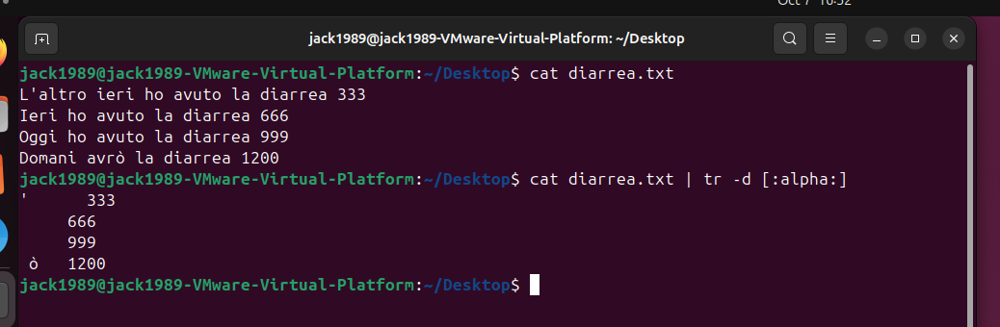 Oct 7 16:52
jack1989@jack1989-VMware-Virtual-Platform: ~/Desktop
jack1989@jack1989-VMware-Virtual-Platform:~/Desktop$ cat diarrea.txt
L'altro ieri ho avuto la diarrea 333
Ieri ho avuto la diarrea 666
Oggi ho avuto la diarrea 999
Domani avrò la diarrea 1200
jack1989@jack1989-VMware-Virtual-Platform:~/Desktop$ cat diarrea.txt | tr -d [:alpha:]
'      333
     666
     999
 ò   1200
jack1989@jack1989-VMware-Virtual-Platform:~/Desktop$